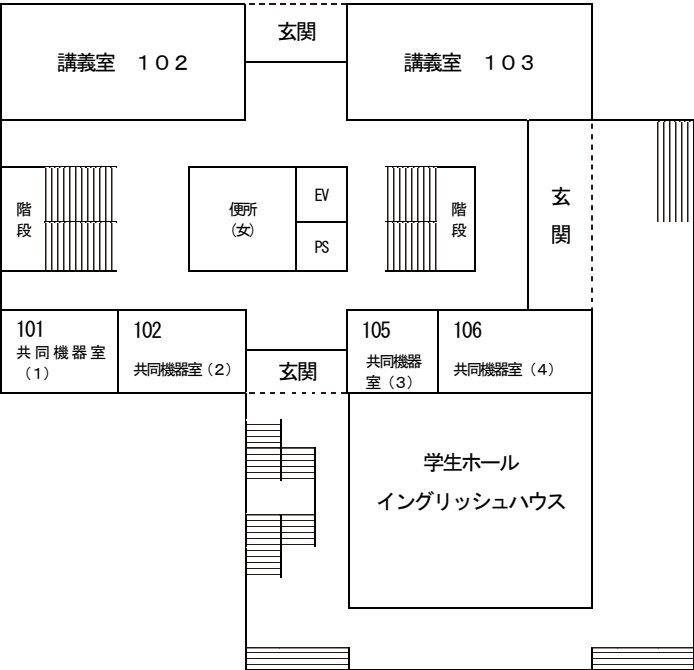 玄関
講義室　１０２
講義室　１０３
階
段
便所
(女)
EV
PS
階
段
玄
関
101
共同機器室
（1）
102
共同機器室（2）
玄関
105
共同機器
室（3）
106
共同機器室（4）
学生ホール
イングリッシュハウス